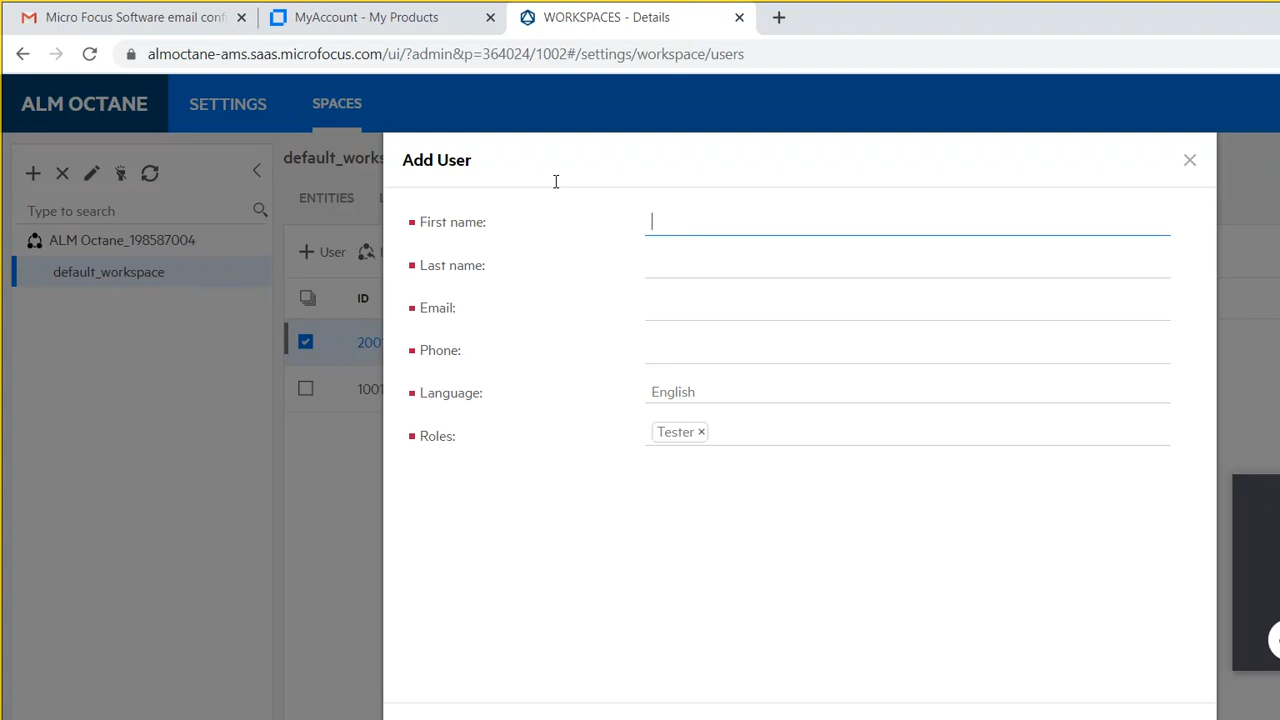 Micro Focus Software email conf
MyAccount - My Products
WORKSPACES - Details
almoctane-ams.saas.microfocus.com/ui/?admin&p=364024/1002#/settings/workspace/users
ALM OCTANE
SETTINGS
SPACES
Type to search
ALM Octane_198587004
default_workspace
default_works
ENTITIES
User
ID
2001
1001
Add User
First name:
Last name:
Email:
Phone:
Language: English
Roles: Tester ×